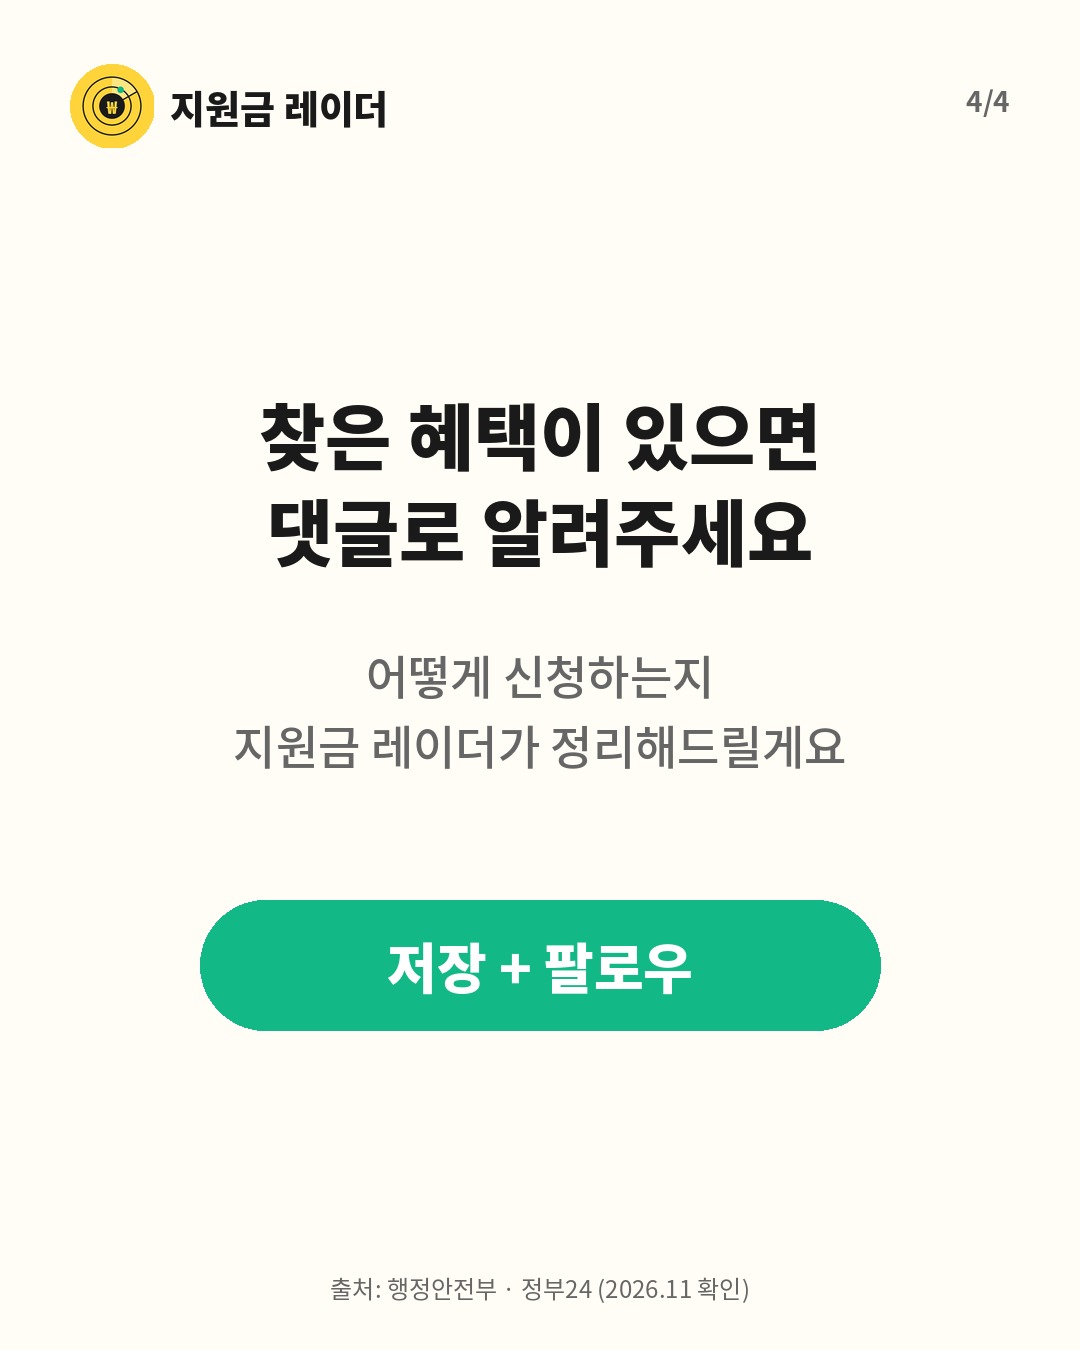 지원금 레이더
4/4
찾은 혜택이 있으면
댓글로 알려주세요
어떻게 신청하는지
지원금 레이더가 정리해드릴게요
저장 + 팔로우
출처: 행정안전부 · 정부24 (2026.11 확인)